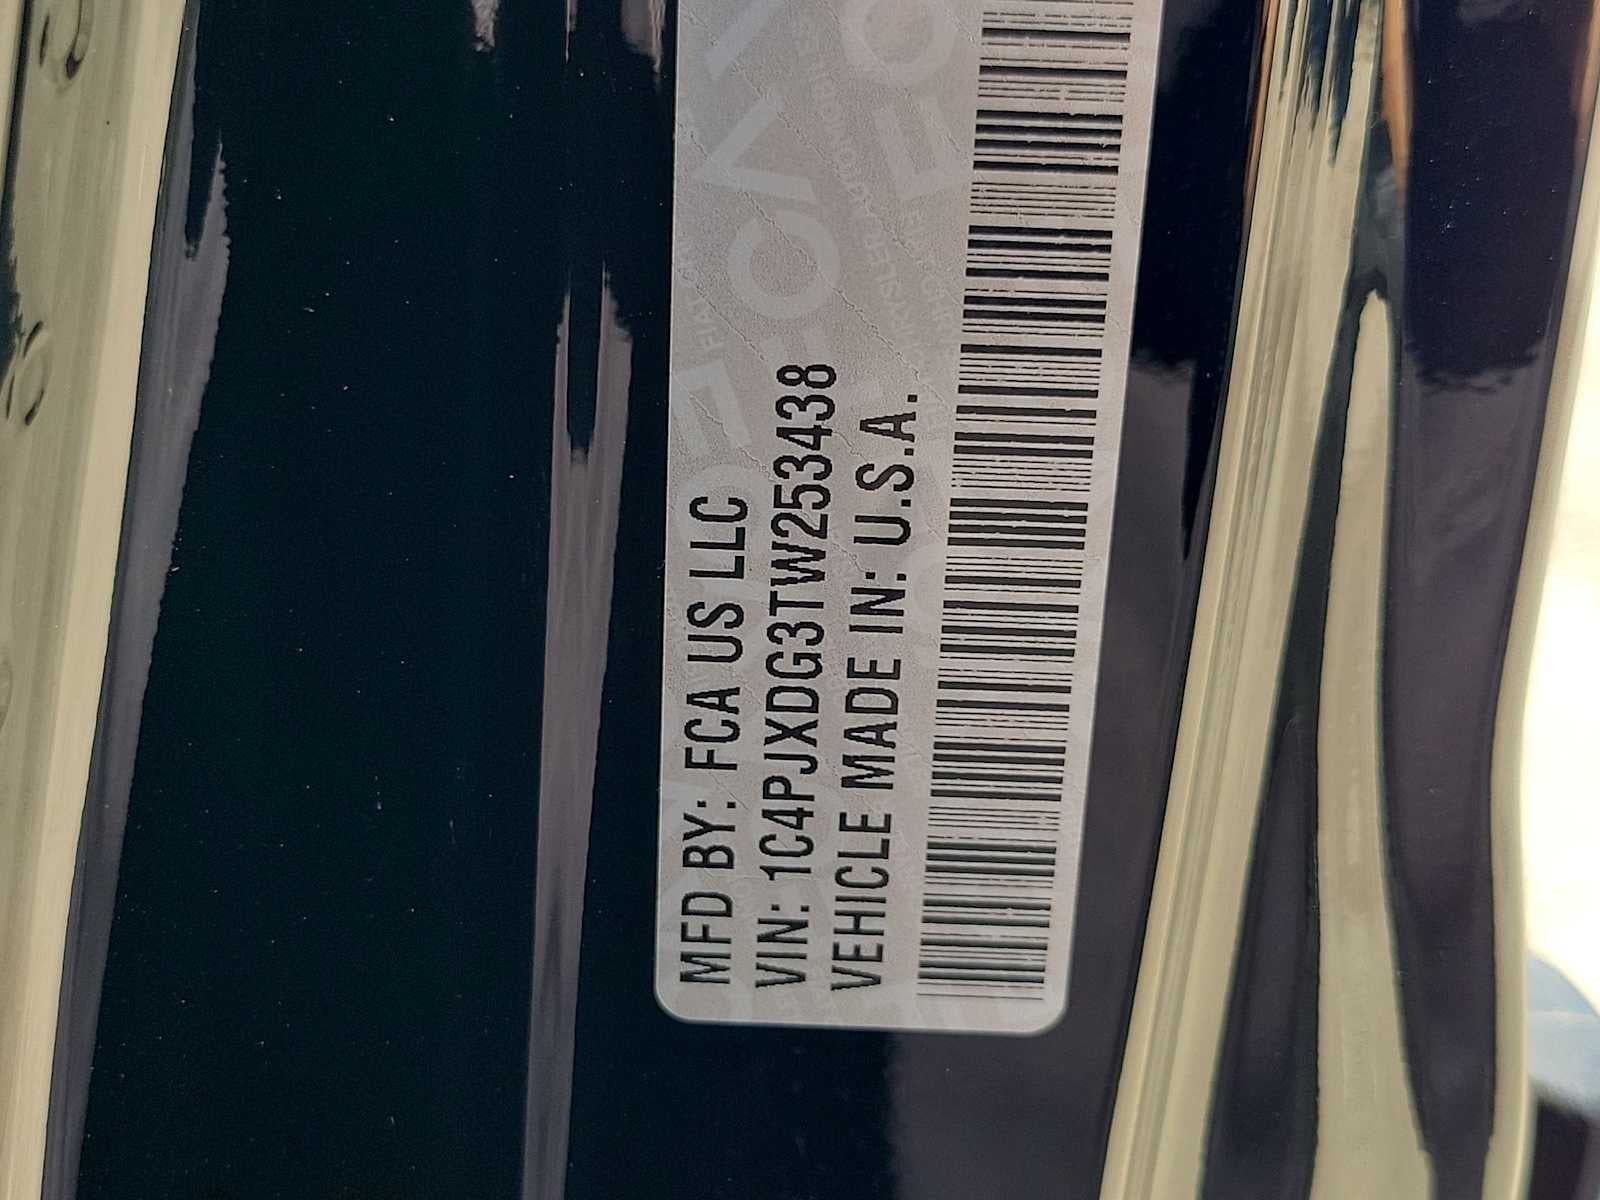 MFD BY: FCA US LLC
VIN: 1C4PJXDG3TW253438
VEHICLE MADE IN: U.S.A.